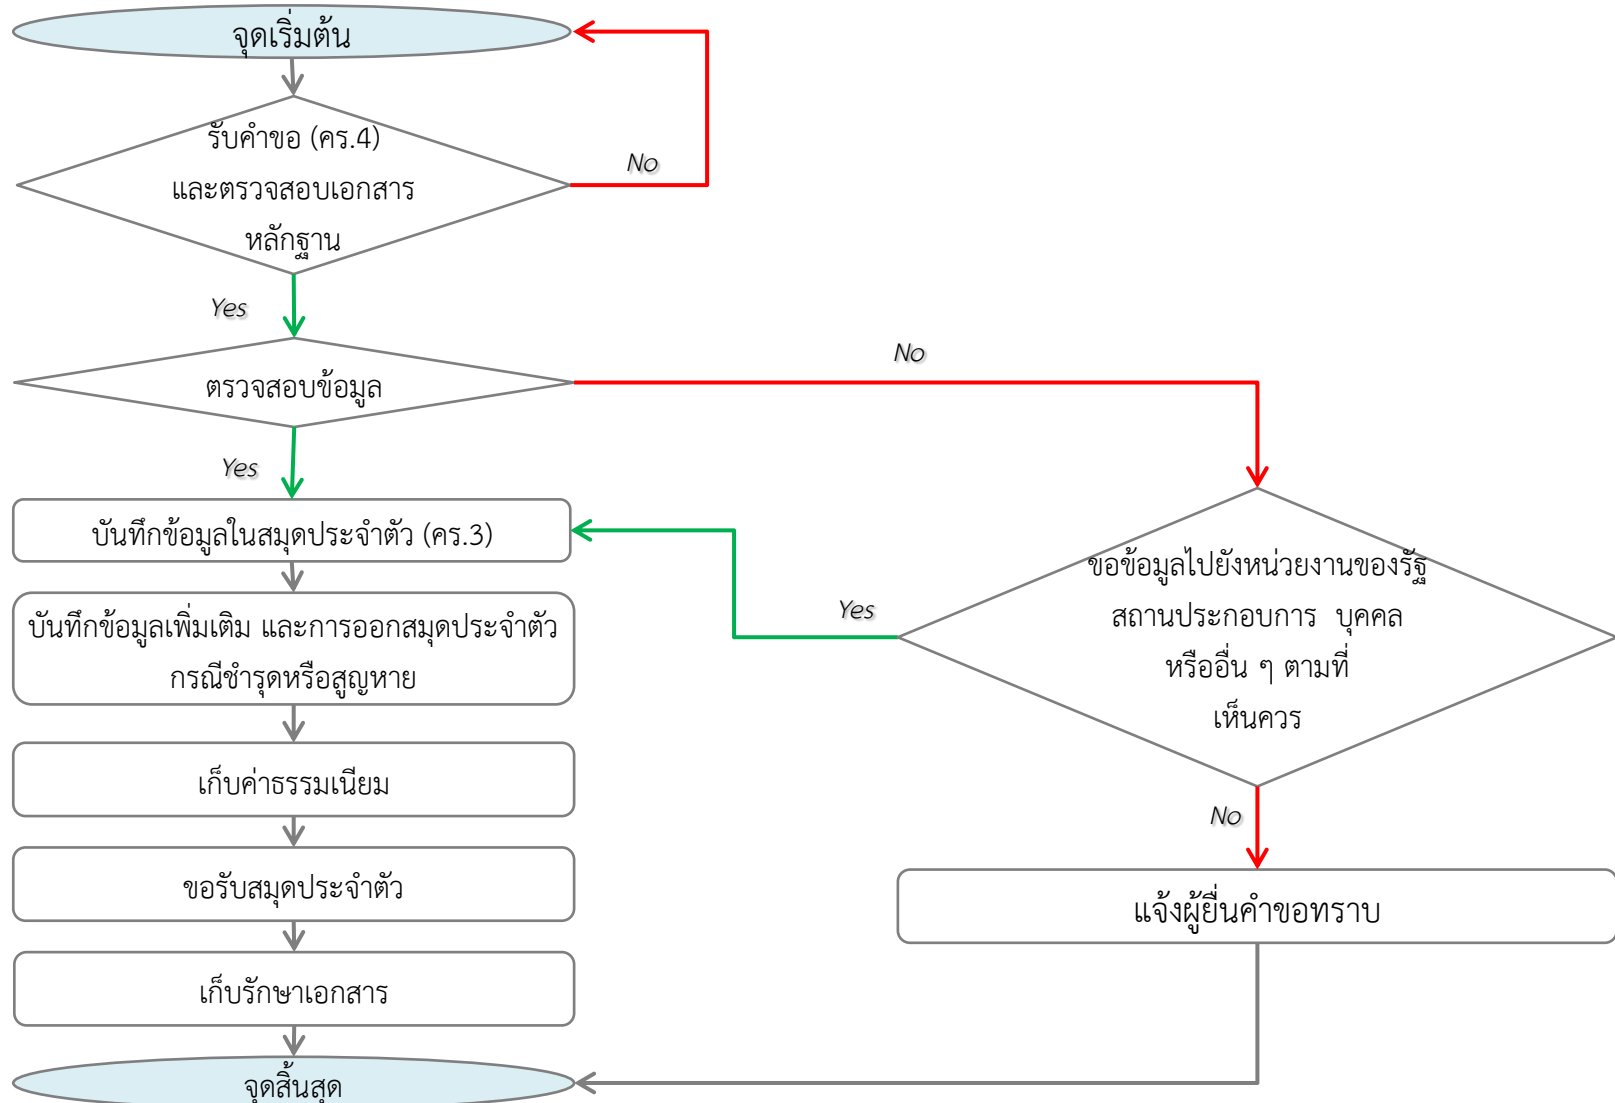 จุดเริ่มต้น
รับคำขอ (คร.4)
และตรวจสอบเอกสาร
หลักฐาน
No
Yes
ตรวจสอบข้อมูล
No
Yes
บันทึกข้อมูลในสมุดประจำตัว (คร.3)
ขอข้อมูลไปยังหน่วยงานของรัฐ
สถานประกอบการ บุคคล
หรืออื่น ๆ ตามที่
เห็นควร
Yes
บันทึกข้อมูลเพิ่มเติม และการออกสมุดประจำตัว
กรณีชำรุดหรือสูญหาย
เก็บค่าธรรมเนียม
No
ขอรับสมุดประจำตัว
แจ้งผู้ยื่นคำขอทราบ
เก็บรักษาเอกสาร
จุดสิ้นสุด